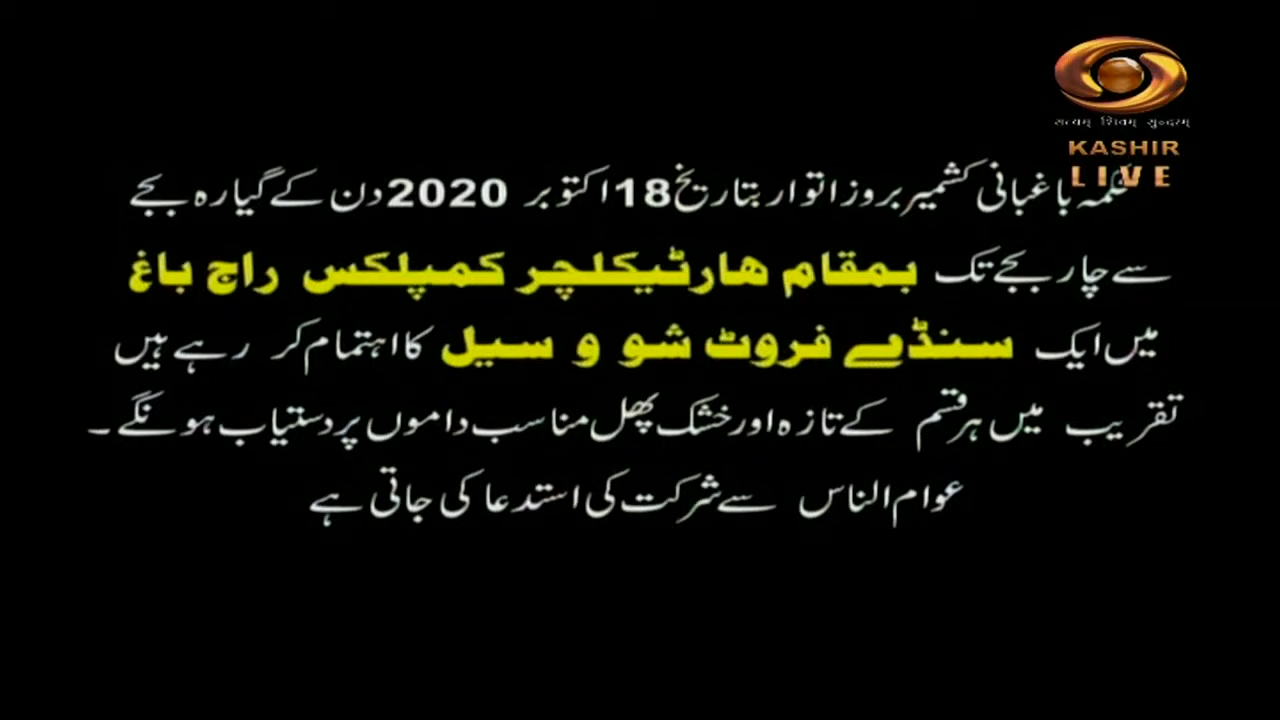 सत्यम् शिवम् सुन्दरम्
KASHIR
LIVE
محکمہ باغبانی کشمیر بروز اتوار بتاریخ 18 اکتوبر 2020 دن کے گیارہ بجے
سے چار بجے تک بمقام ھارٹیکلچر کمپلکس راج باغ
میں ایک سنڈے فروٹ شو و سیل کا اہتمام کر رہے ہیں
تقریب میں ہر قسم کے تازہ اور خشک پھل مناسب داموں پر دستیاب ہونگے۔
عوام الناس سے شرکت کی استدعا کی جاتی ہے